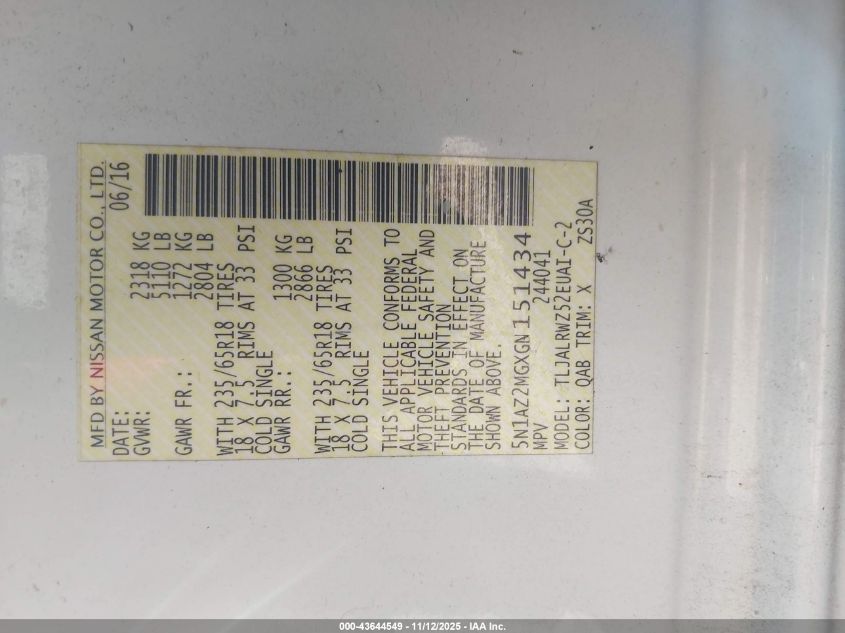 MFD BY NISSAN MOTOR CO., LTD.
DATE: 06/16
GVWR: 2318 KG
5110 LB
GAWR FR.: 1272 KG
2804 LB
WITH 235/65R18 TIRES
18 X 7.5 RIMS AT 33 PSI
COLD SINGLE
GAWR RR.: 1300 KG
2866 LB
WITH 235/65R18 TIRES
18 X 7.5 RIMS AT 33 PSI
COLD SINGLE
THIS VEHICLE CONFORMS TO
ALL APPLICABLE FEDERAL
MOTOR VEHICLE SAFETY AND
THEFT PREVENTION
STANDARDS IN EFFECT ON
THE DATE OF MANUFACTURE
SHOWN ABOVE.
5N1AZ2MGXGN151434
MPV 244041
MODEL: TLJALRWZ52EUAI-C-2
COLOR: QAB TRIM: X ZS30A
000-43644549 - 11/12/2025 - IAA Inc.